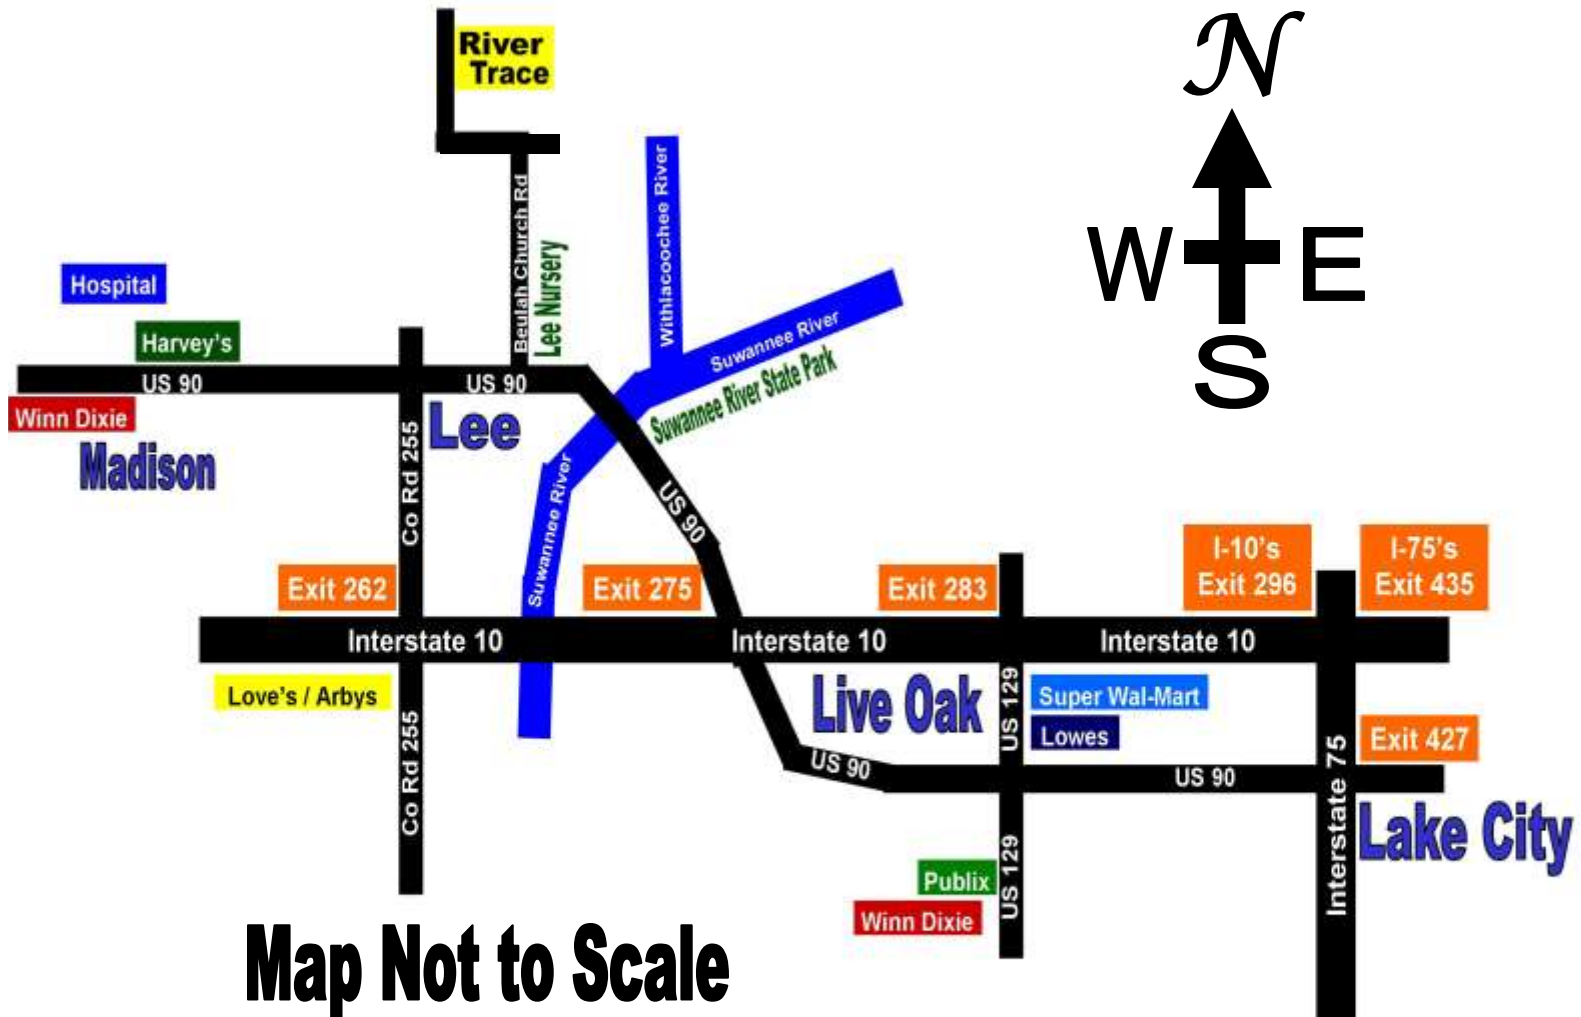 River
Trace
N
W
E
S
Beulah Church Rd
Lee Nursery
Withlacoochee River
Suwannee River
Suwannee River State Park
Hospital
Harvey's
US 90
US 90
Winn Dixie
Madison
Lee
Co Rd 255
Suwannee River
US 90
Exit 262
Exit 275
Exit 283
I-10's
Exit 296
I-75's
Exit 435
Interstate 10
Interstate 10
Interstate 10
Love's / Arbys
Co Rd 255
Live Oak
US 129
Super Wal-Mart
Lowes
Exit 427
US 90
US 90
Interstate 75
Lake City
Publix
Winn Dixie
US 129
Map Not to Scale